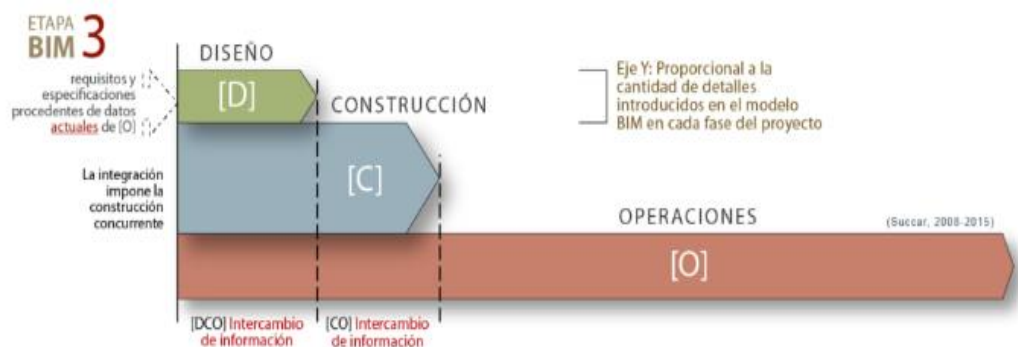 ETAPA
BIM 3
requisitos y
especificaciones
procedentes de datos
actuales de [O]
La integración
impone la
construcción
concurrente
DISEÑO
[D]
CONSTRUCCIÓN
[C]
Eje Y: Proporcional a la
cantidad de detalles
introducidos en el modelo
BIM en cada fase del proyecto
OPERACIONES
(Succar, 2008-2015)
[O]
[DCO] Intercambio
de información
[CO] Intercambio
de información